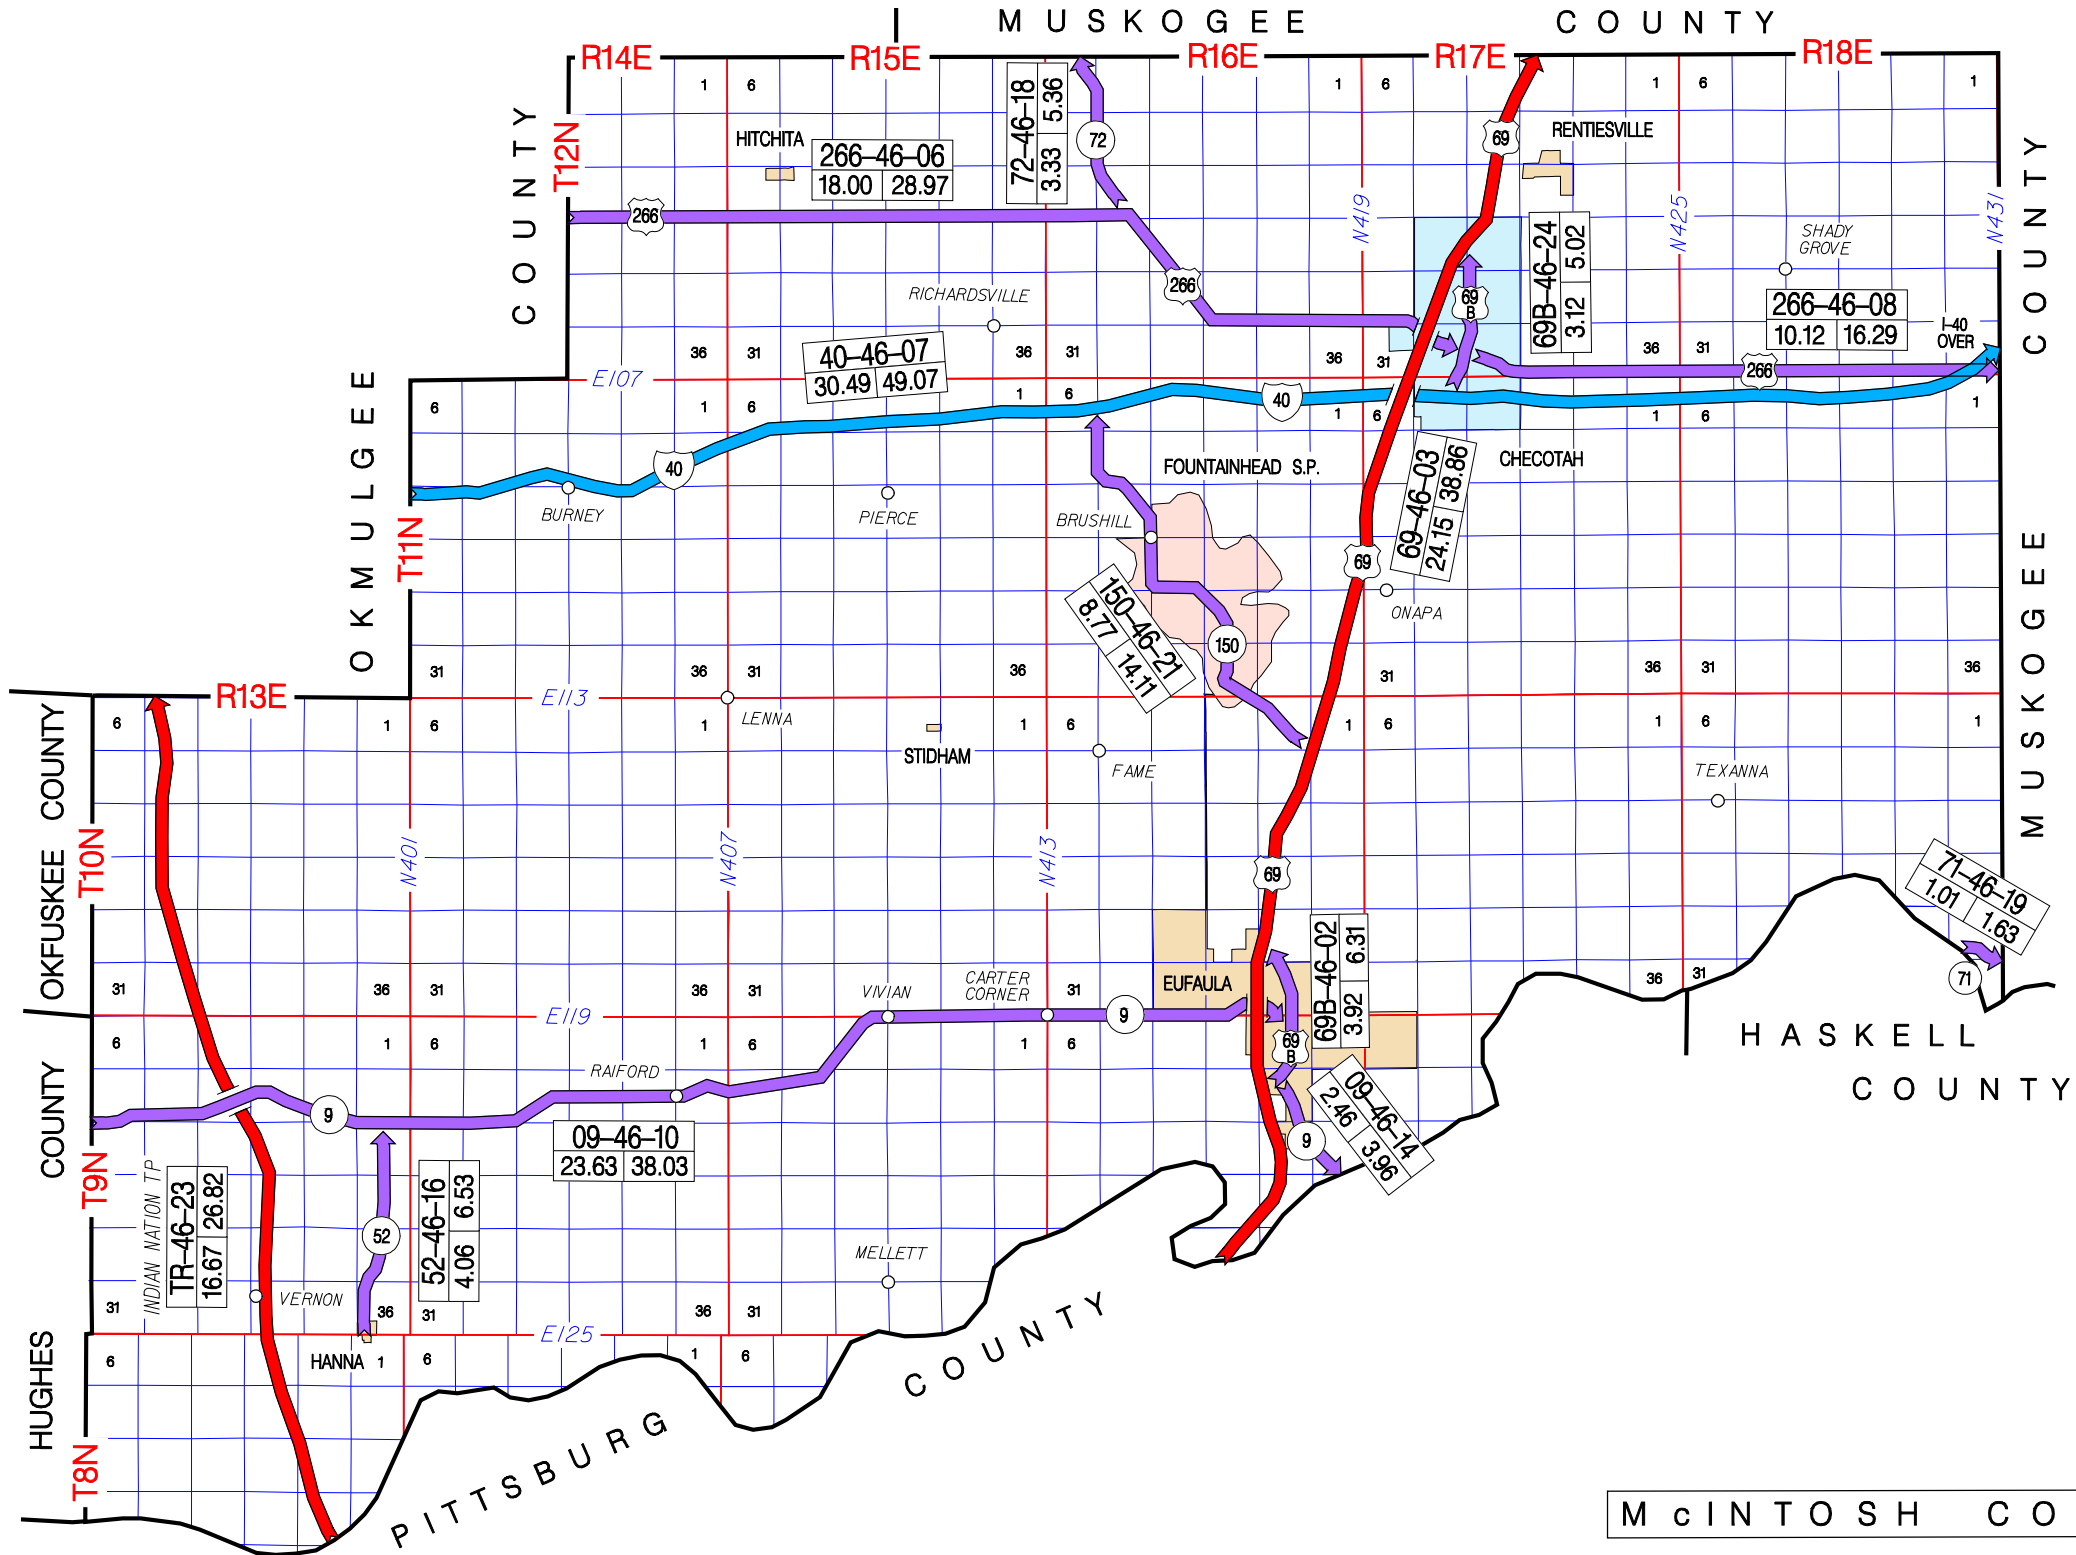 MUSKOGEE COUNTY
R14E
R15E
R16E
R17E
R18E
1 6
1 6
1 6
1
COUNTY
T12N
HITCHITA
266–46–06
18.00 28.97
72–46–18
3.33 5.36
72
69
RENTIESVILLE
COUNTY
266
N419
N425
N431
69B–46–24
3.12 5.02
SHADY
GROVE
266
69
B
RICHARDSVILLE
266–46–08
10.12 16.29
I–40
OVER
36 31
40–46–07
30.49 49.07
36 31
36 31
36 31
266
E107
6
1 6
1 6
40
1 6
1 6
1
OKMULGEE
40
FOUNTAINHEAD S.P.
69–46–03
24.15 38.86
CHECOTAH
T11N
BURNEY
PIERCE
BRUSHILL
69
MUSKOGEE
150–46–21
8.77 14.11
150
ONAPA
31
36 31
36
31
36 31
36
R13E
E113
6
1 6
1
LENNA
STIDHAM
1 6
FAME
1 6
1 6
1
TEXANNA
OKFUSKEE COUNTY
T10N
N401
N407
N413
69
71–46–19
1.01 1.63
71
31
36 31
36 31
VIVIAN
CARTER
CORNER
31
EUFAULA
69B–46–02
3.92 6.31
36 31
E119
9
6
1 6
1 6
1 6
69
B
HASKELL
COUNTY
COUNTY
RAIFORD
9
09–46–10
23.63 38.03
09–46–14
2.46 3.96
9
T9N
INDIAN NATION TP
TR–46–23
16.67 26.82
52
52–46–16
4.06 6.53
MELLETT
VERNON
31
36 31
36 31
E125
HUGHES
6
HANNA
1 6
1 6
T8N
PITTSBURG COUNTY
McINTOSH CO